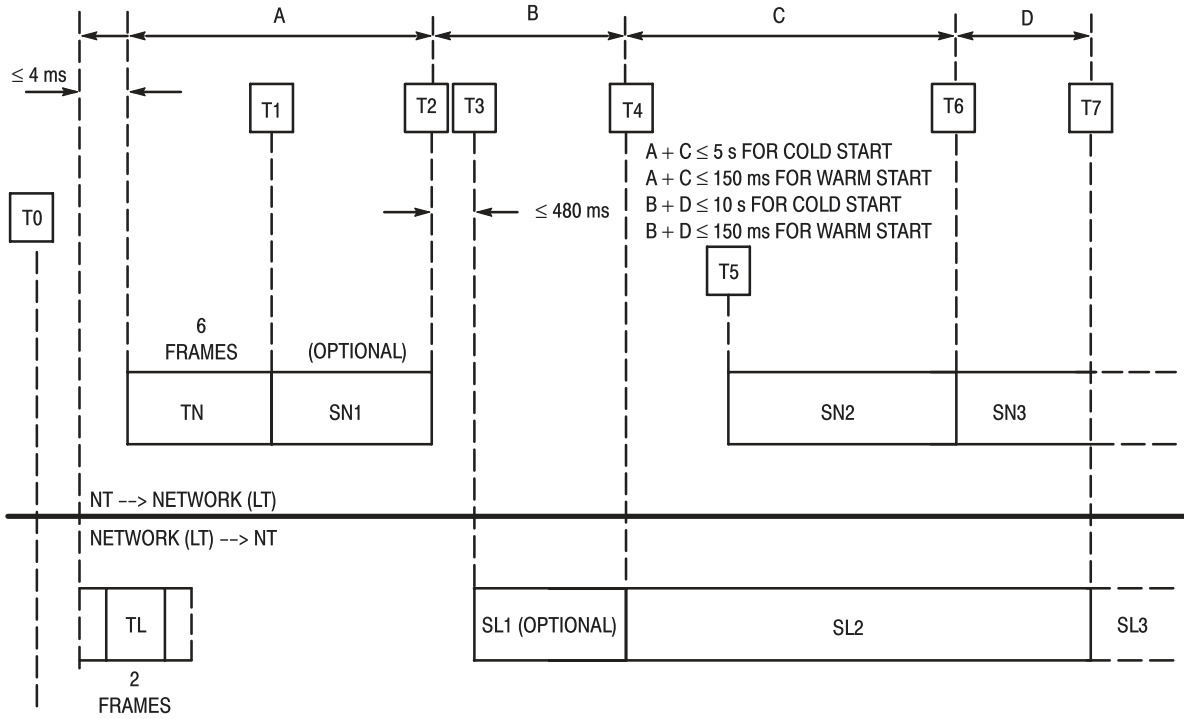 A
B
C
D
≤ 4 ms
T1
T2
T3
T4
T6
T7
A + C ≤ 5 s FOR COLD START
A + C ≤ 150 ms FOR WARM START
B + D ≤ 10 s FOR COLD START
B + D ≤ 150 ms FOR WARM START
T0
≤ 480 ms
T5
6
FRAMES
(OPTIONAL)
TN
SN1
SN2
SN3
NT --> NETWORK (LT)
NETWORK (LT) --> NT
TL
SL1 (OPTIONAL)
SL2
SL3
2
FRAMES